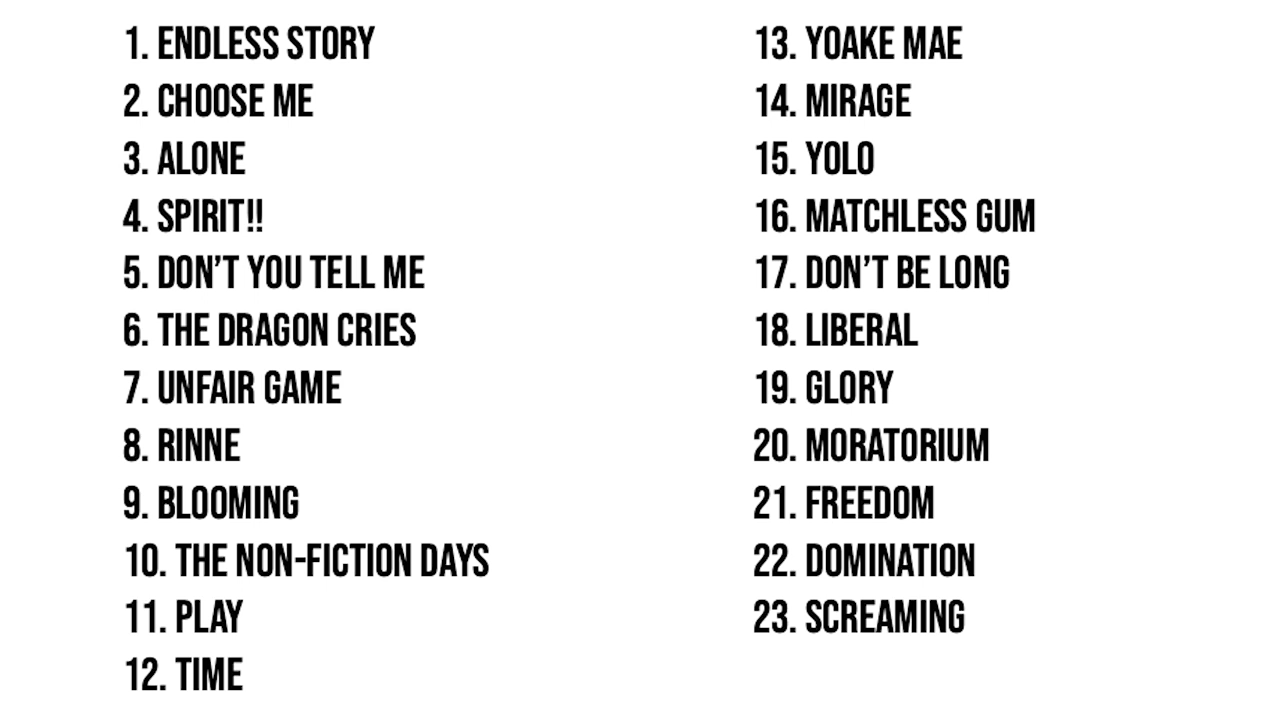 1. ENDLESS STORY
2. CHOOSE ME
3. ALONE
4. SPIRIT!!
5. DON’T YOU TELL ME
6. THE DRAGON CRIES
7. UNFAIR GAME
8. RINNE
9. BLOOMING
10. THE NON-FICTION DAYS
11. PLAY
12. TIME
13. YOAKE MAE
14. MIRAGE
15. YOLO
16. MATCHLESS GUM
17. DON’T BE LONG
18. LIBERAL
19. GLORY
20. MORATORIUM
21. FREEDOM
22. DOMINATION
23. SCREAMING